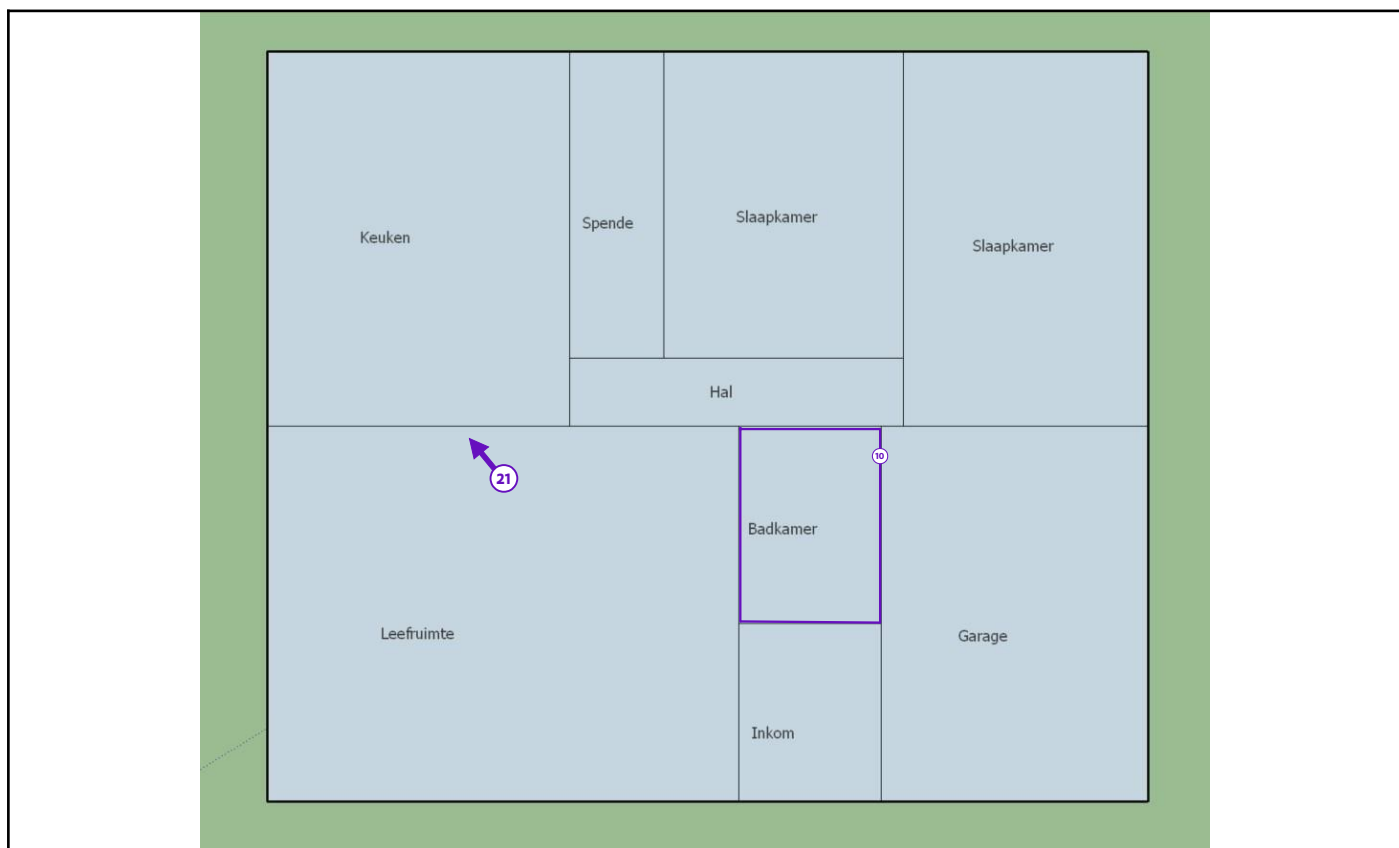 Slaapkamer
Spende
Keuken
Slaapkamer
Hal
10
21
Badkamer
Leefruimte
Garage
Inkom